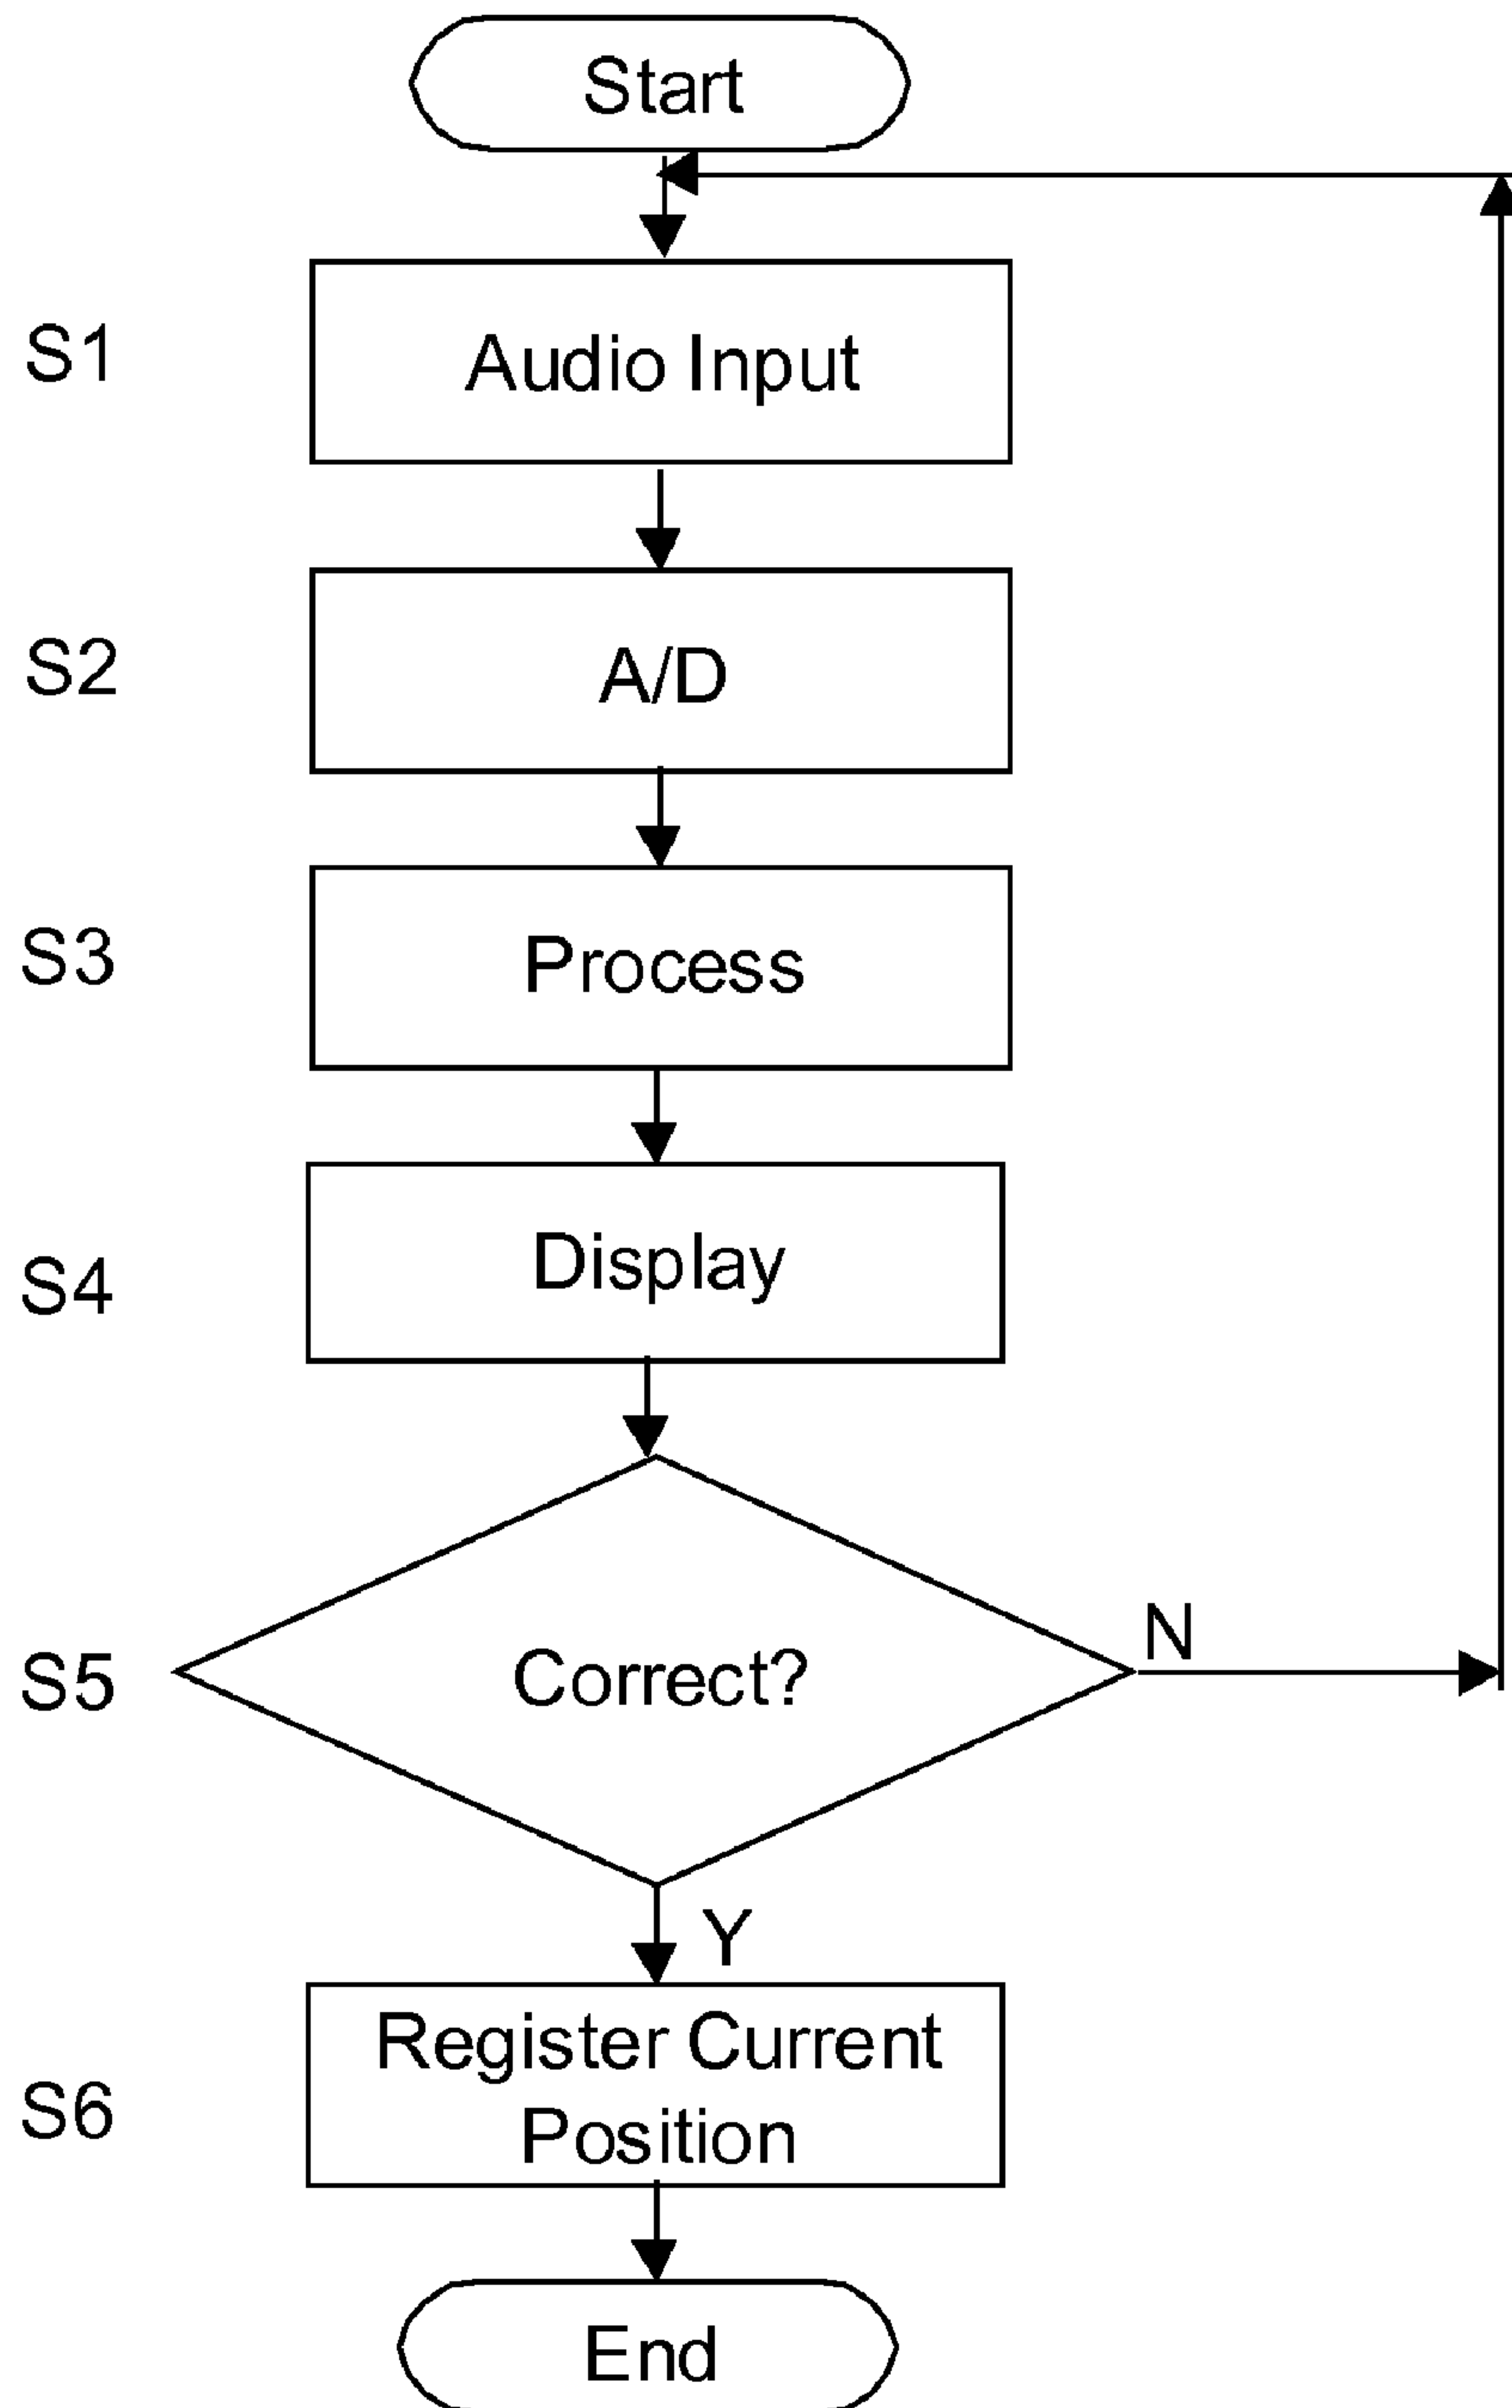 Start
S1
Audio Input
S2
A/D
S3
Process
S4
Display
S5
Correct?
N
Y
S6
Register Current
Position
End